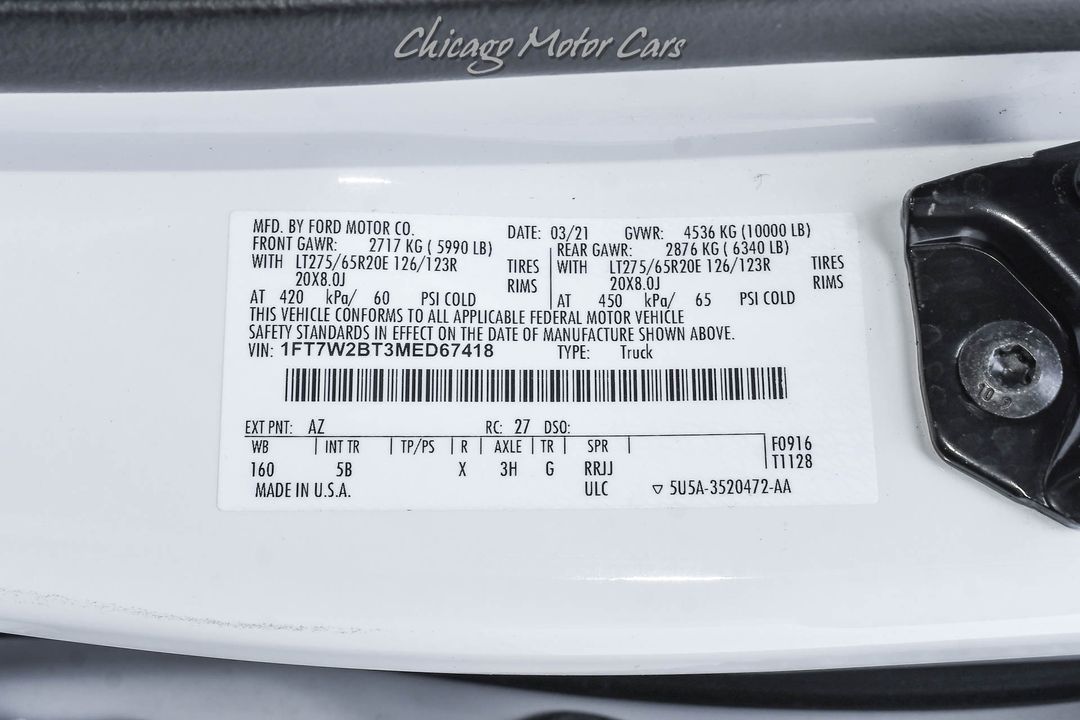 Chicago Motor Cars
MFD. BY FORD MOTOR CO. DATE: 03/21 GVWR: 4536 KG (10000 LB)
FRONT GAWR: 2717 KG ( 5990 LB) REAR GAWR: 2876 KG ( 6340 LB)
WITH LT275/65R20E 126/123R TIRES WITH LT275/65R20E 126/123R TIRES
20X8.0J RIMS 20X8.0J RIMS
AT 420 kPa/ 60 PSI COLD AT 450 kPa/ 65 PSI COLD
THIS VEHICLE CONFORMS TO ALL APPLICABLE FEDERAL MOTOR VEHICLE
SAFETY STANDARDS IN EFFECT ON THE DATE OF MANUFACTURE SHOWN ABOVE.
VIN: 1FT7W2BT3MED67418 TYPE: Truck
EXT PNT: AZ RC: 27 DSO:
WB INT TR TP/PS R AXLE TR SPR F0916
160 5B X 3H G RRJJ T1128
MADE IN U.S.A. ULC ▽ 5U5A-3520472-AA
10 9